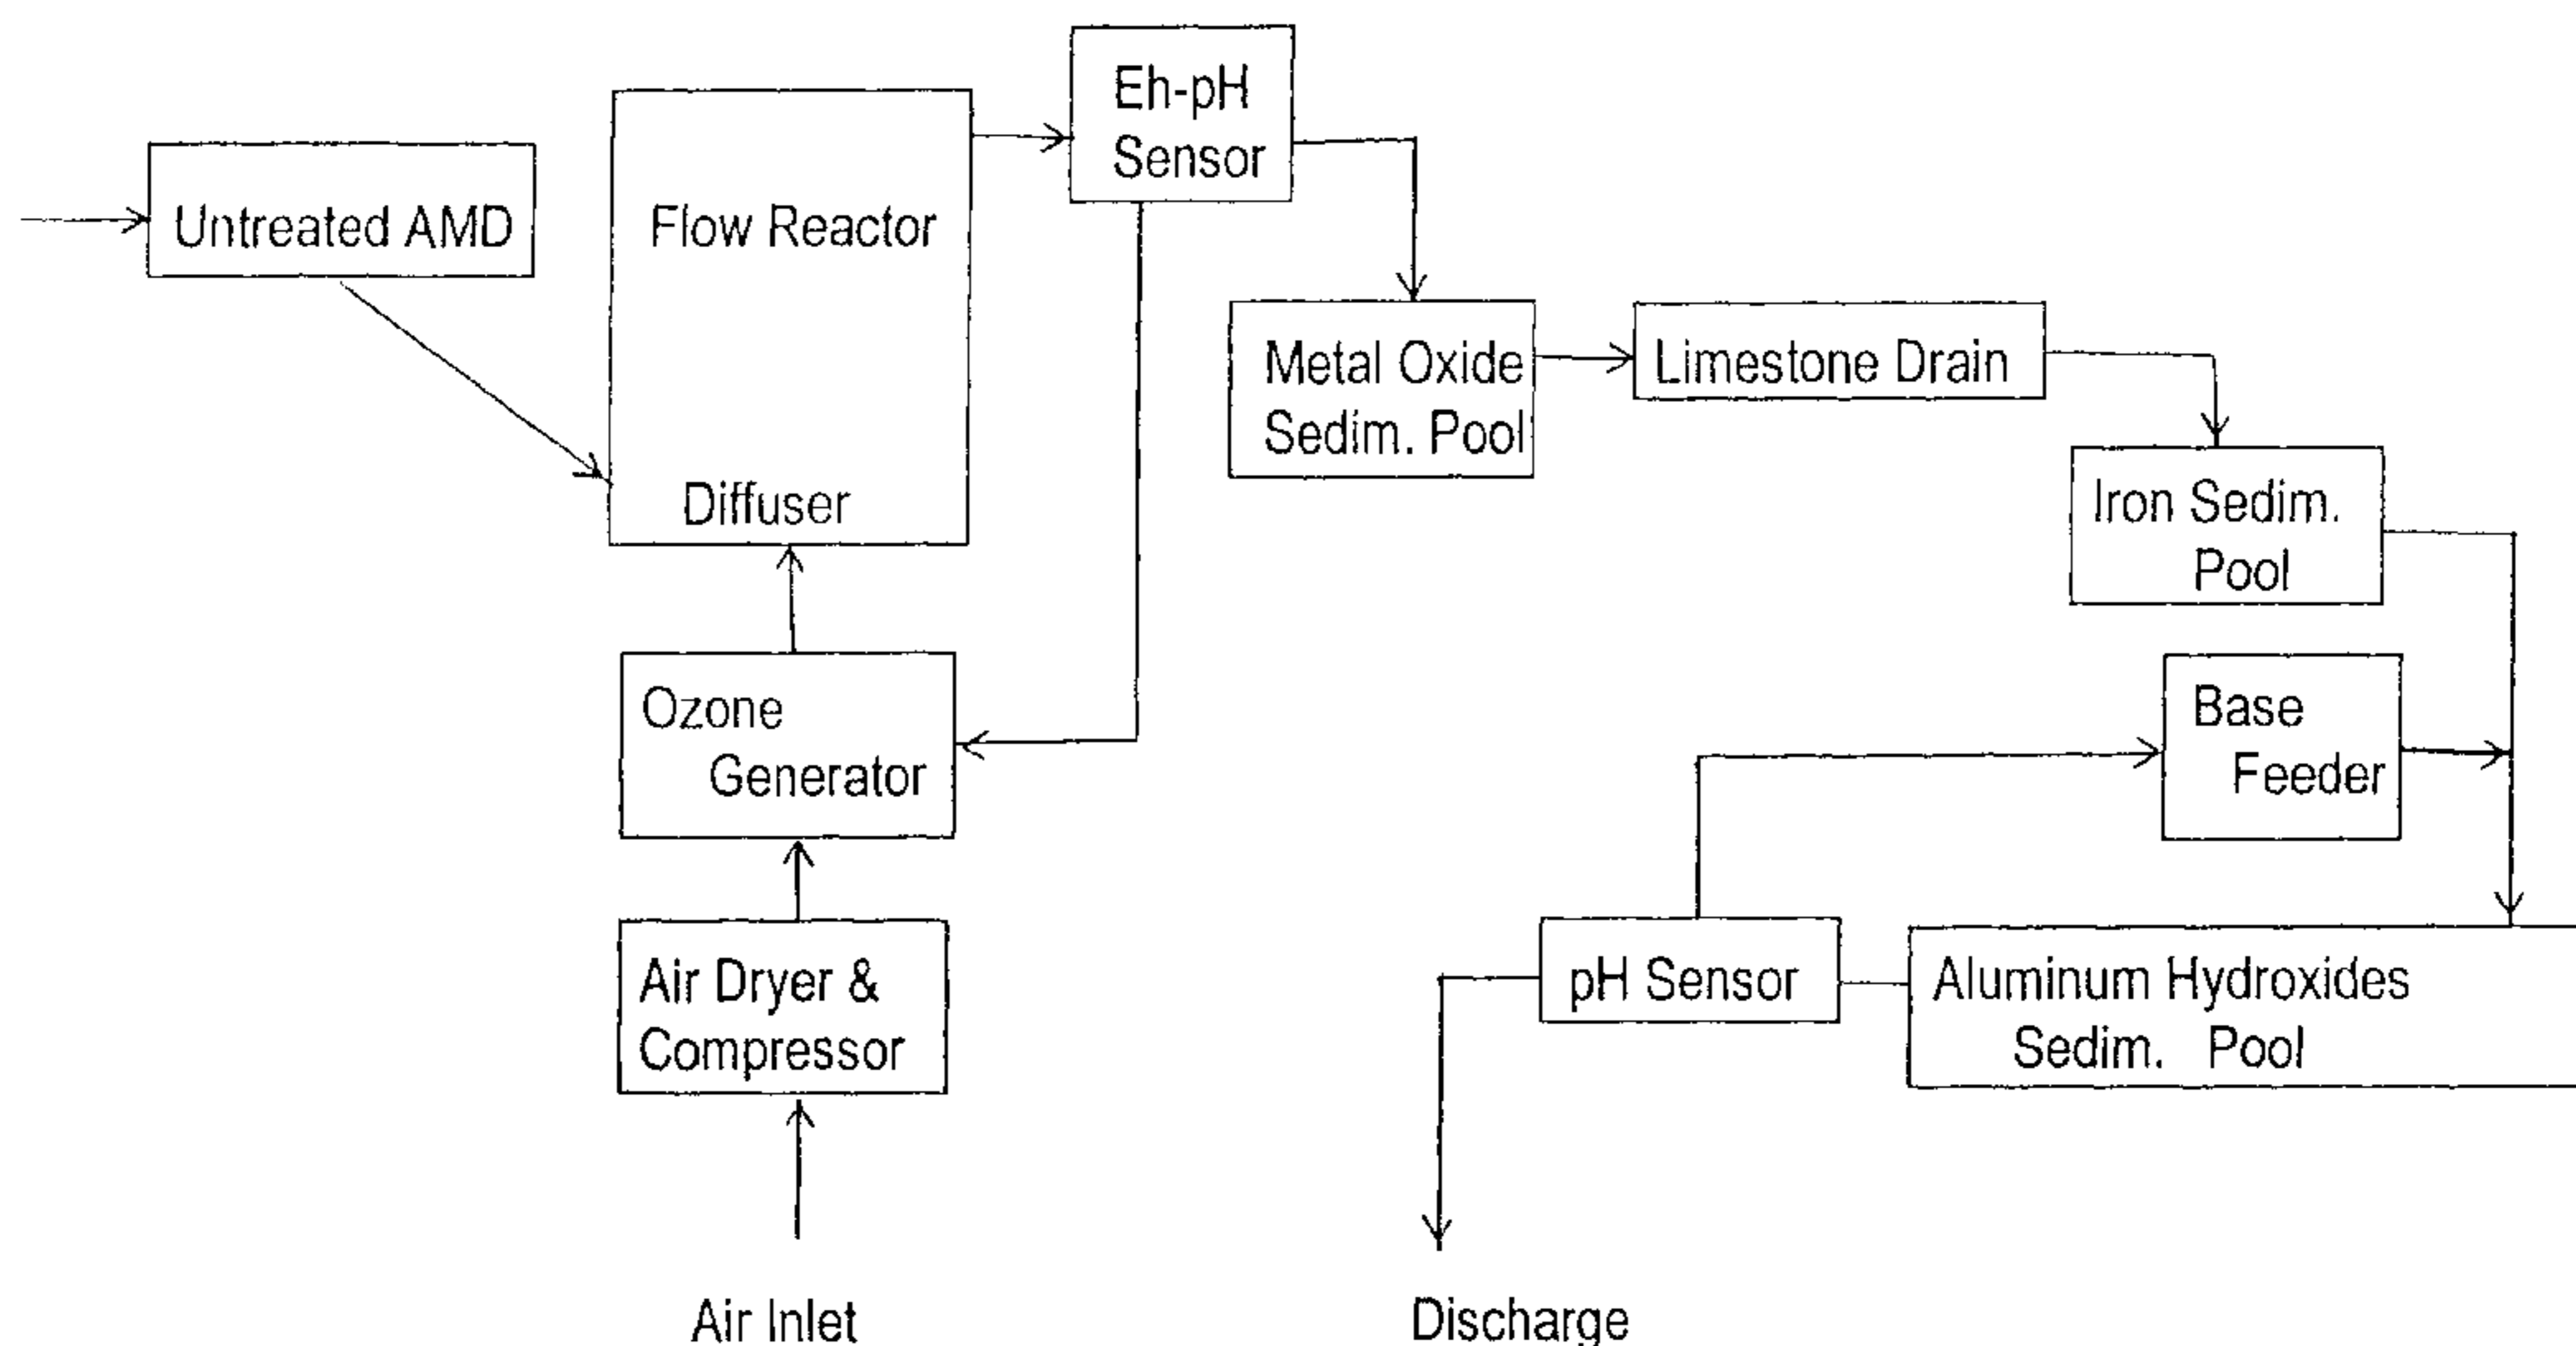 Eh-pH
Sensor
Untreated AMD
Flow Reactor
Diffuser
Metal Oxide
Sedim. Pool
Limestone Drain
Iron Sedim.
Pool
Ozone
Generator
Base
Feeder
Air Dryer &
Compressor
pH Sensor
Aluminum Hydroxides
Sedim. Pool
Air Inlet
Discharge